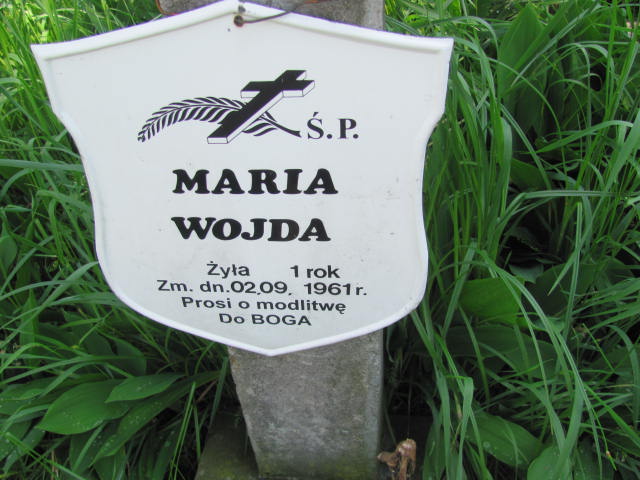 Ś.P.
MARIA
WOJDA
Żyła 1 rok
Zm. dn.02,09. 1961r.
Prosi o modlitwę
Do BOGA